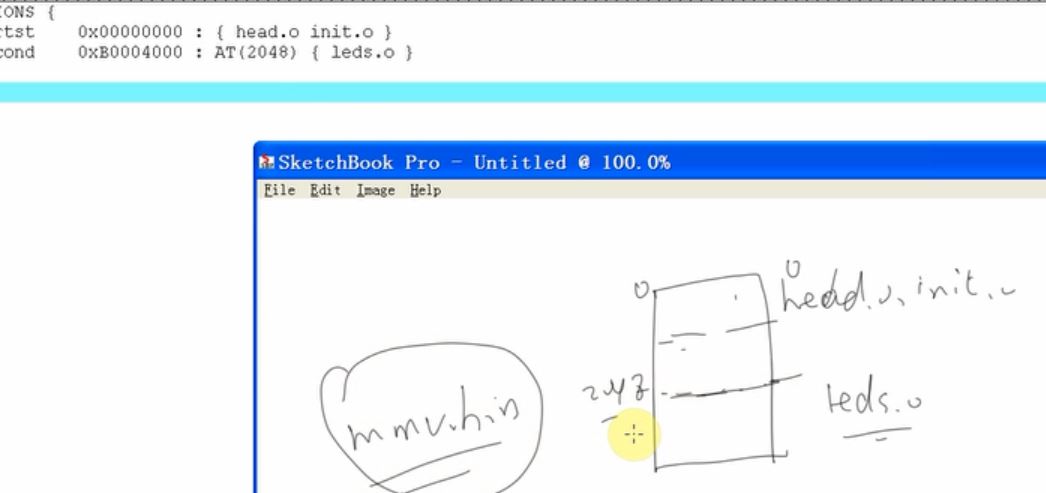 IONS {
rtst 0x00000000 : { head.o init.o }
cond 0xB0004000 : AT(2048) { leds.o }
SketchBook Pro - Untitled @ 100.0%
File Edit Image Help
0
0
head.o, init.o
2048
leds.o
mmu.bin